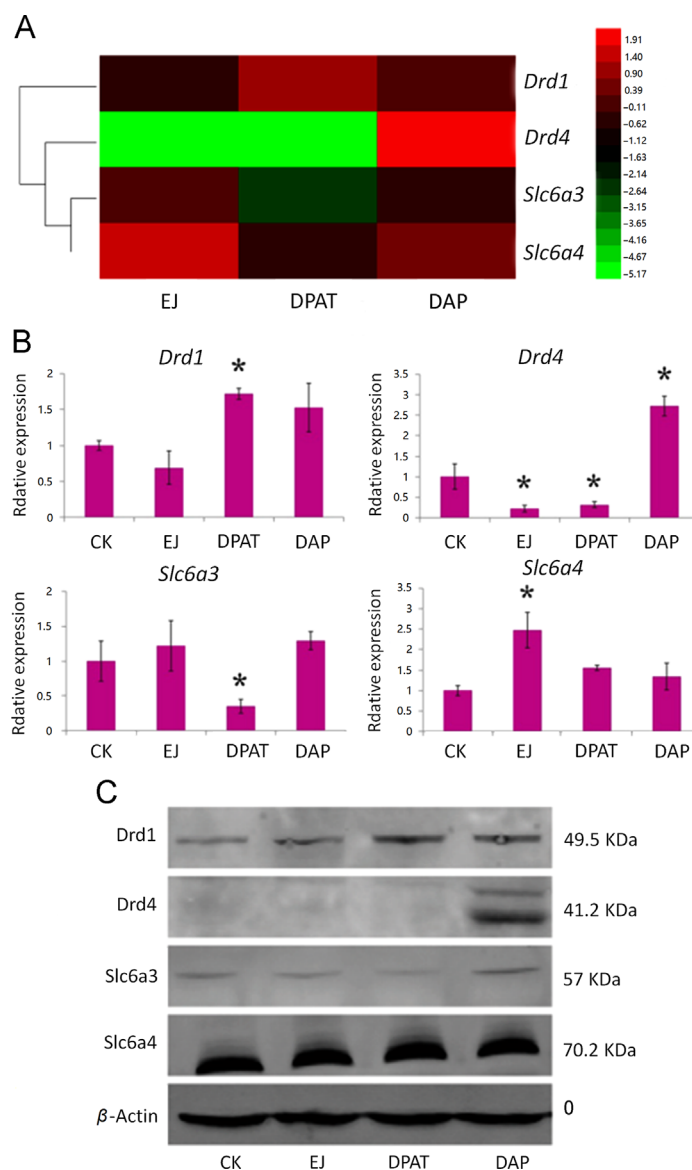 A
Drd1
Drd4
Slc6a3
Slc6a4
EJ DPAT DAP
1.91
1.40
0.90
0.39
-0.11
-0.62
-1.12
-1.63
-2.14
-2.64
-3.15
-3.65
-4.16
-4.67
-5.17
B
Drd1
Rdative expression
2
1.5
1
0.5
0
*
CK EJ DPAT DAP
Drd4
Rdative expression
3.5
3
2.5
2
1.5
1
0.5
0
* * *
CK EJ DPAT DAP
Slc6a3
Rdative expression
2
1.5
1
0.5
0
*
CK EJ DPAT DAP
Slc6a4
Rdative expression
3.5
3
2.5
2
1.5
1
0.5
0
*
CK EJ DPAT DAP
C
Drd1 49.5 KDa
Drd4 41.2 KDa
Slc6a3 57 KDa
Slc6a4 70.2 KDa
β-Actin 0
CK EJ DPAT DAP